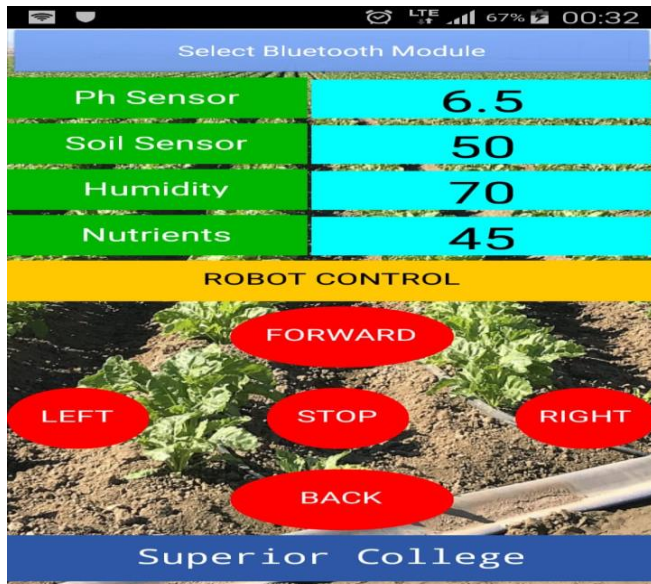 LTE 67% 00:32
Select Bluetooth Module
Ph Sensor 6.5
Soil Sensor 50
Humidity 70
Nutrients 45
ROBOT CONTROL
FORWARD
LEFT STOP RIGHT
BACK
Superior College